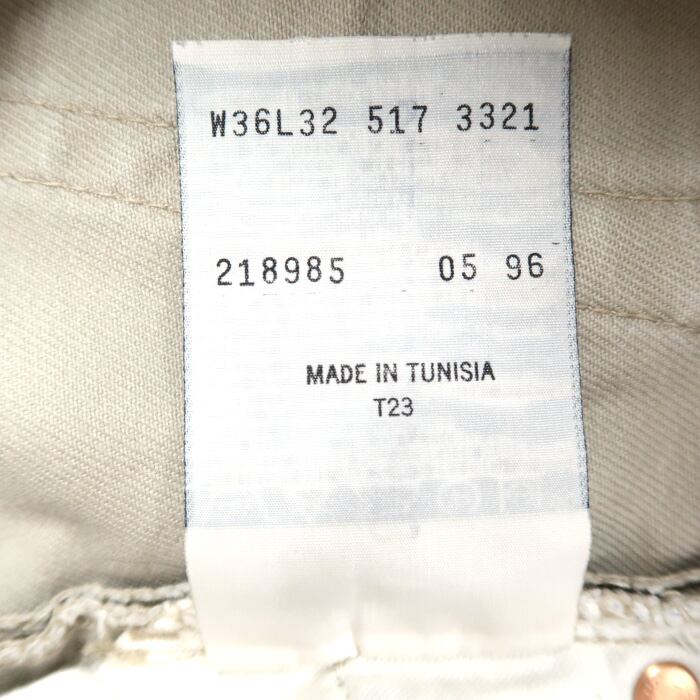 W36L32 517 3321
218985 05 96
MADE IN TUNISIA
T23